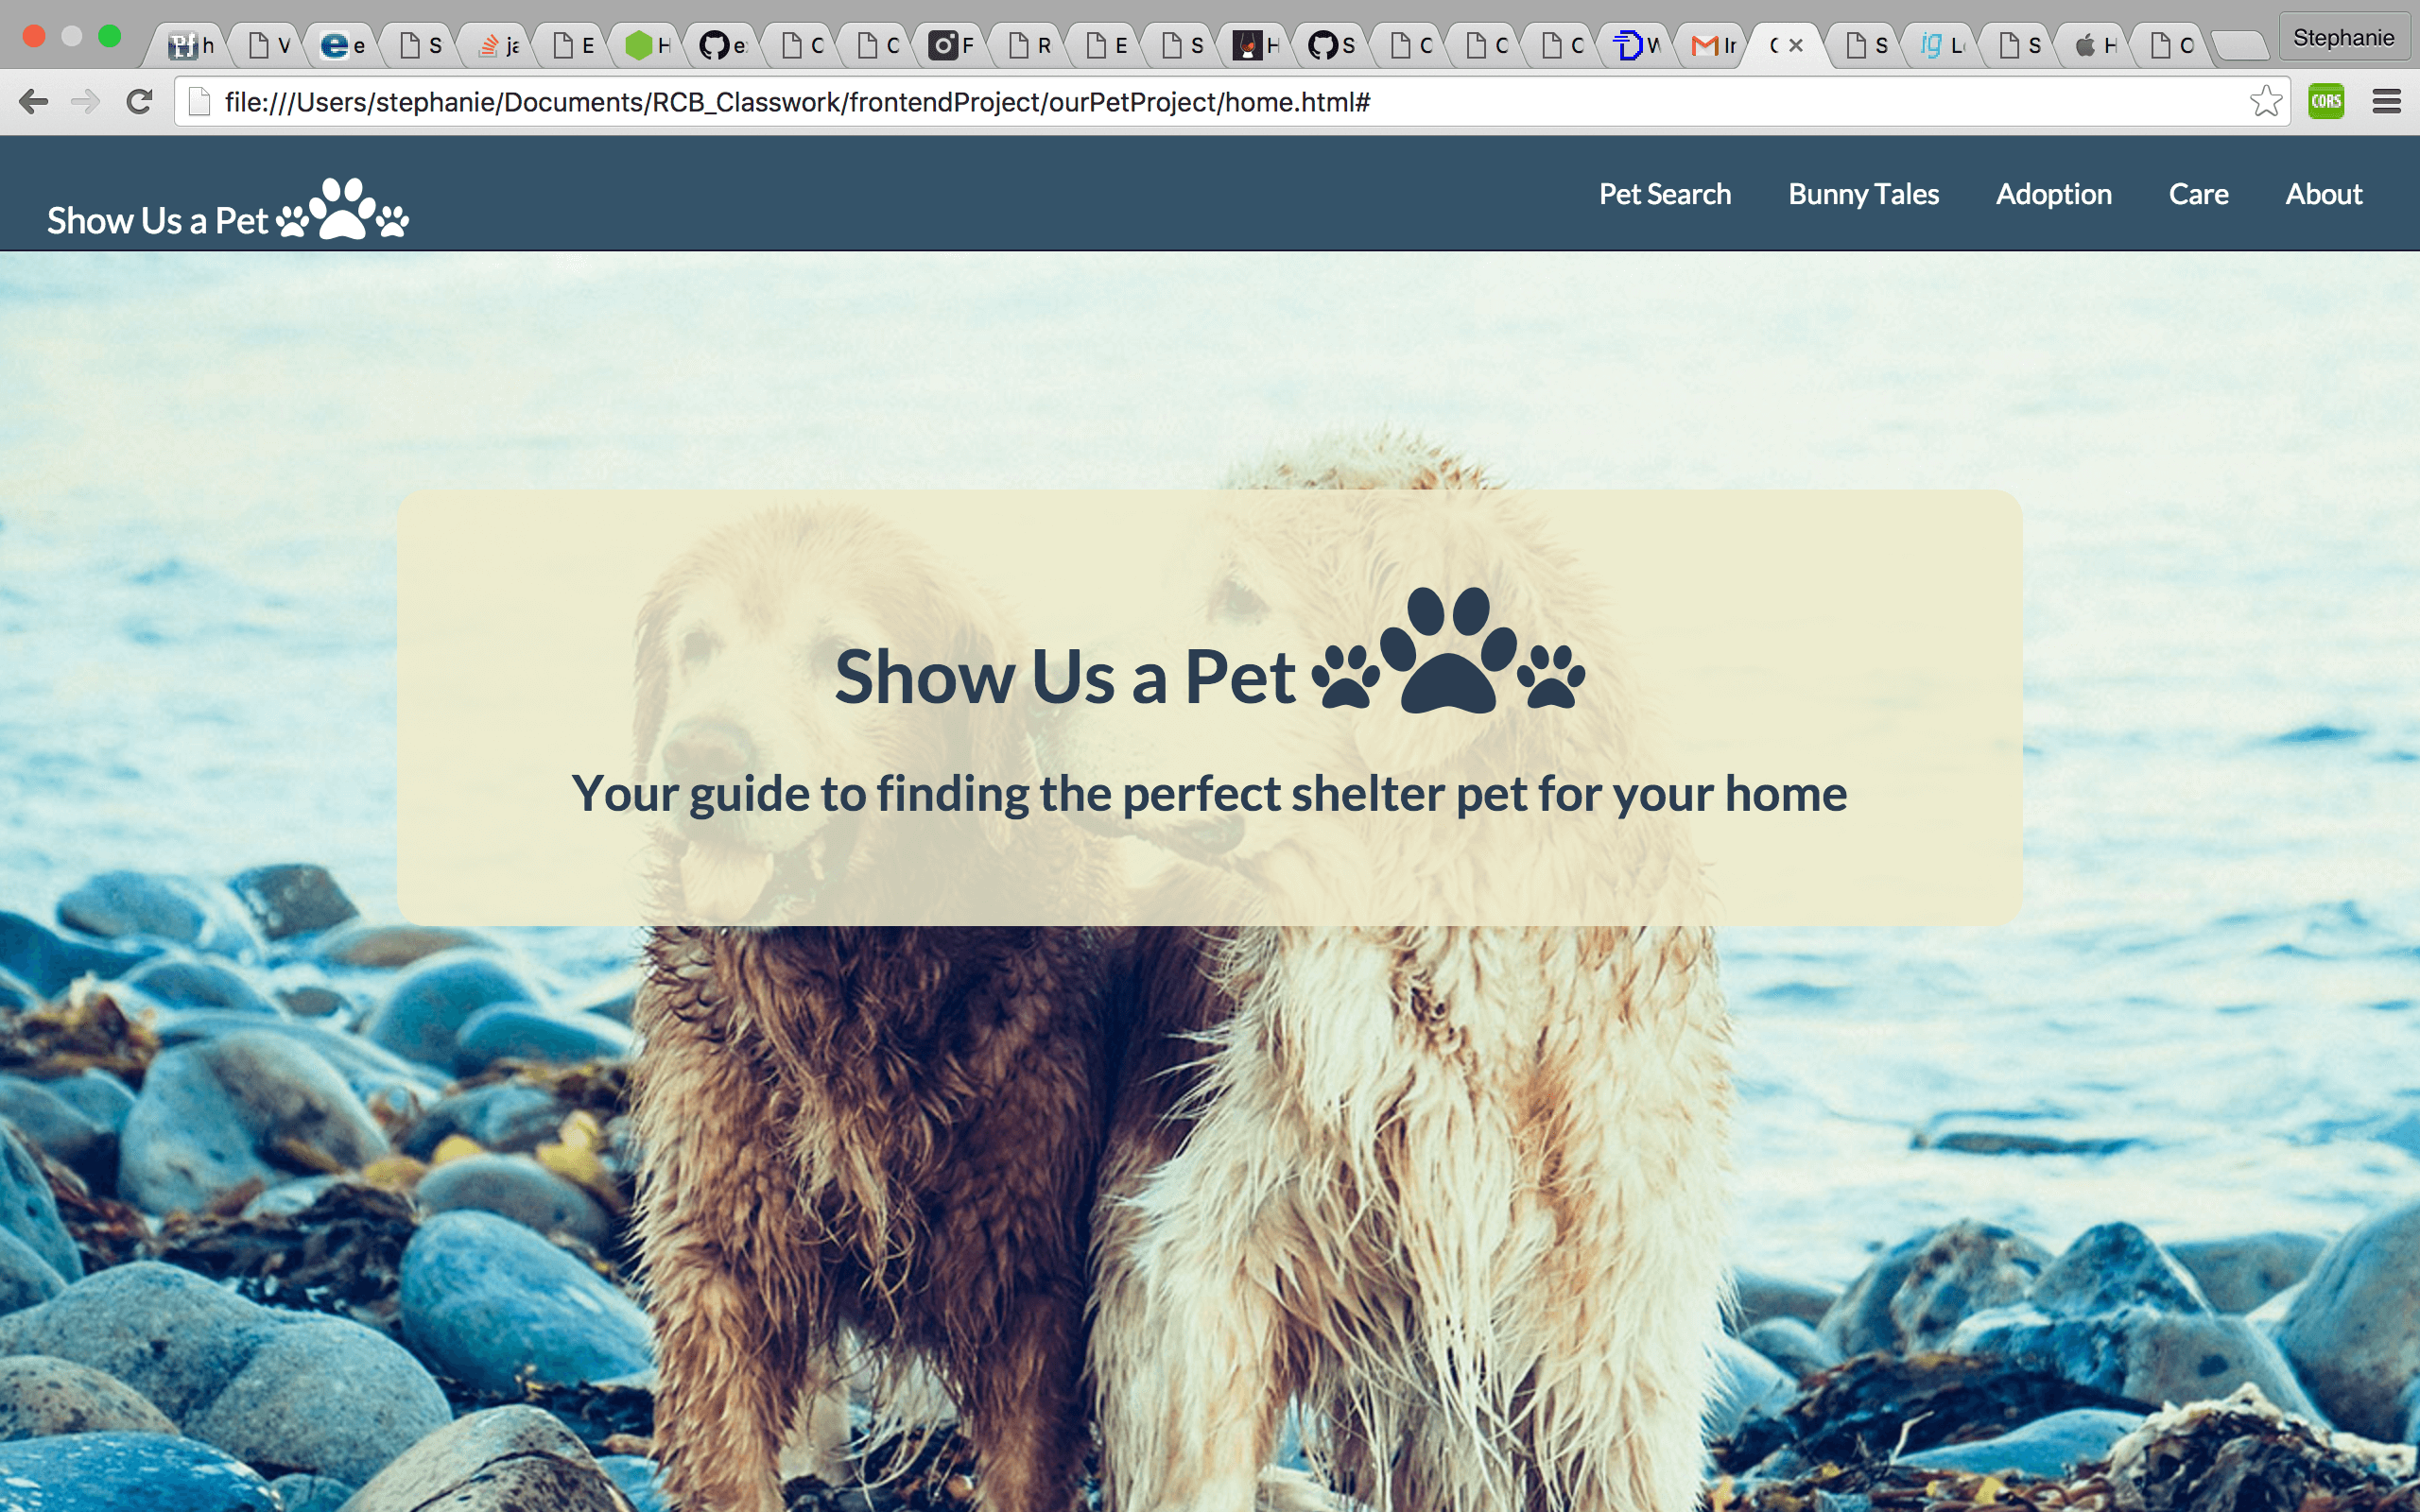 h V e S ja E H e C C F R E S H S C C C W In C S L S H O Stephanie
file:///Users/stephanie/Documents/RCB_Classwork/frontendProject/ourPetProject/home.html# CORS
Show Us a Pet Pet Search Bunny Tales Adoption Care About
Show Us a Pet
Your guide to finding the perfect shelter pet for your home